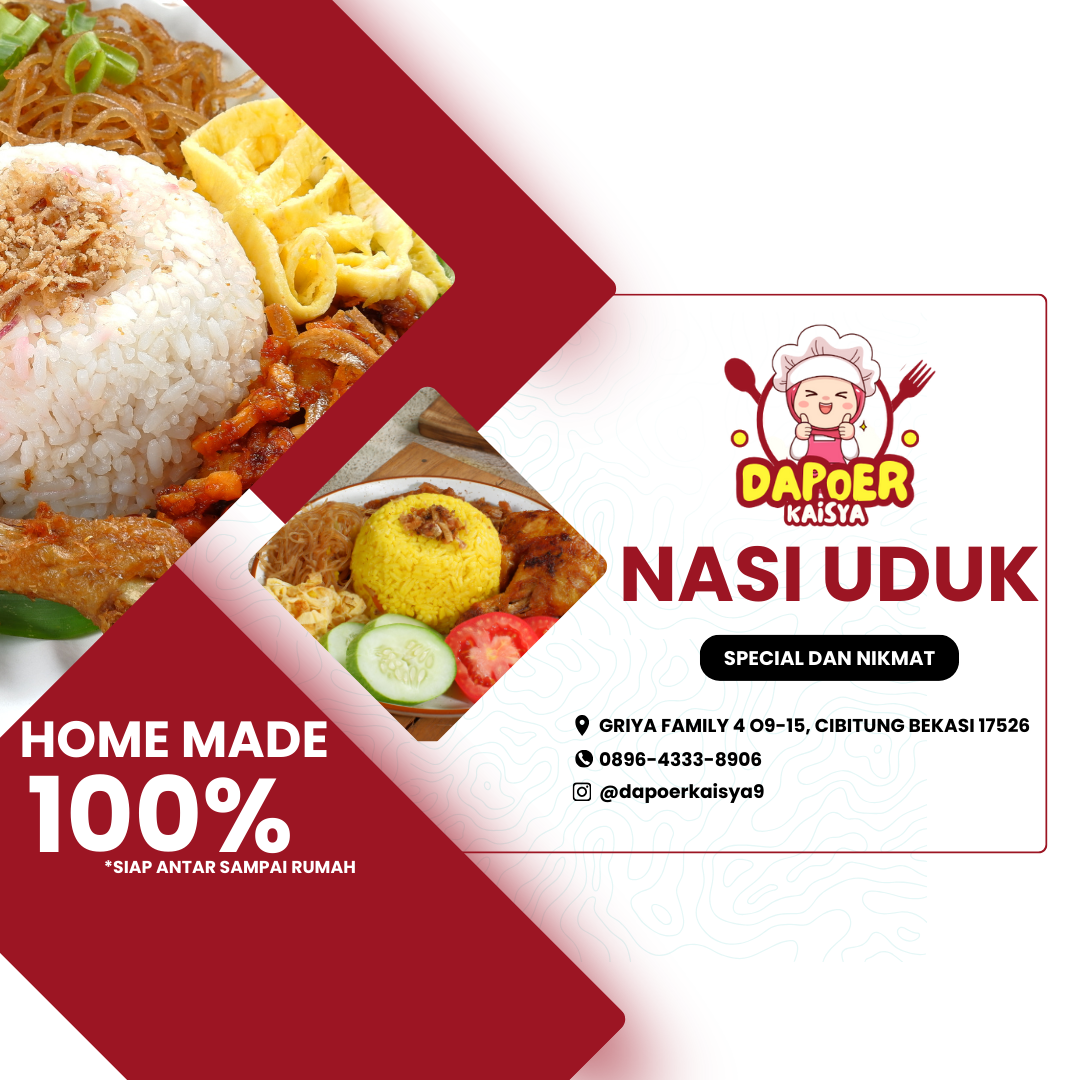 DAPOER
KAISYA
NASI UDUK
SPECIAL DAN NIKMAT
GRIYA FAMILY 4 O9-15, CIBITUNG BEKASI 17526
0896-4333-8906
@dapoerkaisya9
HOME MADE
100%
*SIAP ANTAR SAMPAI RUMAH